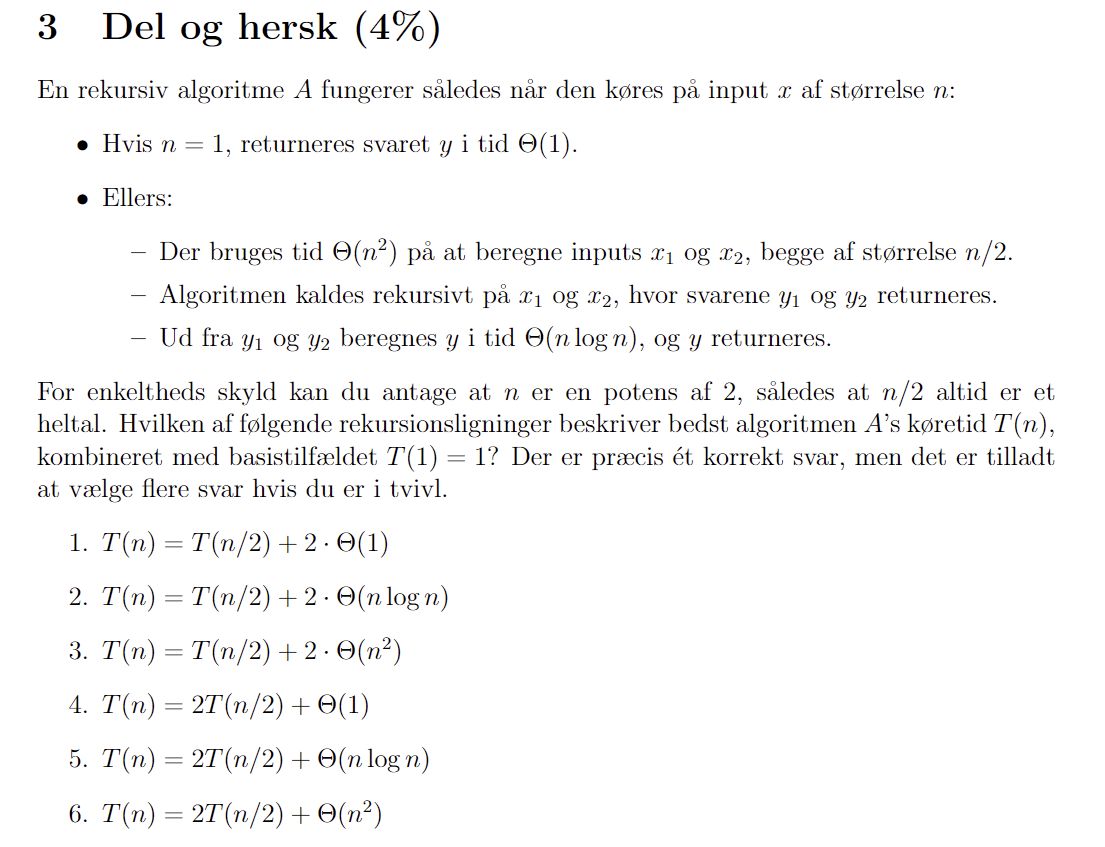 3 Del og hersk (4%)
En rekursiv algoritme A fungerer således når den køres på input x af størrelse n:
• Hvis n = 1, returneres svaret y i tid Θ(1).
• Ellers:
– Der bruges tid Θ(n²) på at beregne inputs x₁ og x₂, begge af størrelse n/2.
– Algoritmen kaldes rekursivt på x₁ og x₂, hvor svarene y₁ og y₂ returneres.
– Ud fra y₁ og y₂ beregnes y i tid Θ(n log n), og y returneres.
For enkeltheds skyld kan du antage at n er en potens af 2, således at n/2 altid er et
heltal. Hvilken af følgende rekursionsligninger beskriver bedst algoritmen A's køretid T(n),
kombineret med basistilfældet T(1) = 1? Der er præcis ét korrekt svar, men det er tilladt
at vælge flere svar hvis du er i tvivl.
1. T(n) = T(n/2) + 2 · Θ(1)
2. T(n) = T(n/2) + 2 · Θ(n log n)
3. T(n) = T(n/2) + 2 · Θ(n²)
4. T(n) = 2T(n/2) + Θ(1)
5. T(n) = 2T(n/2) + Θ(n log n)
6. T(n) = 2T(n/2) + Θ(n²)